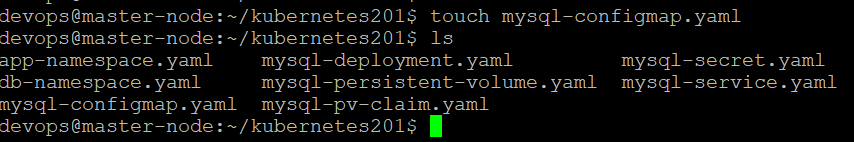 devops@master-node:~/kubernetes201$ touch mysql-configmap.yaml
devops@master-node:~/kubernetes201$ ls
app-namespace.yaml mysql-deployment.yaml mysql-secret.yaml
db-namespace.yaml mysql-persistent-volume.yaml mysql-service.yaml
mysql-configmap.yaml mysql-pv-claim.yaml
devops@master-node:~/kubernetes201$